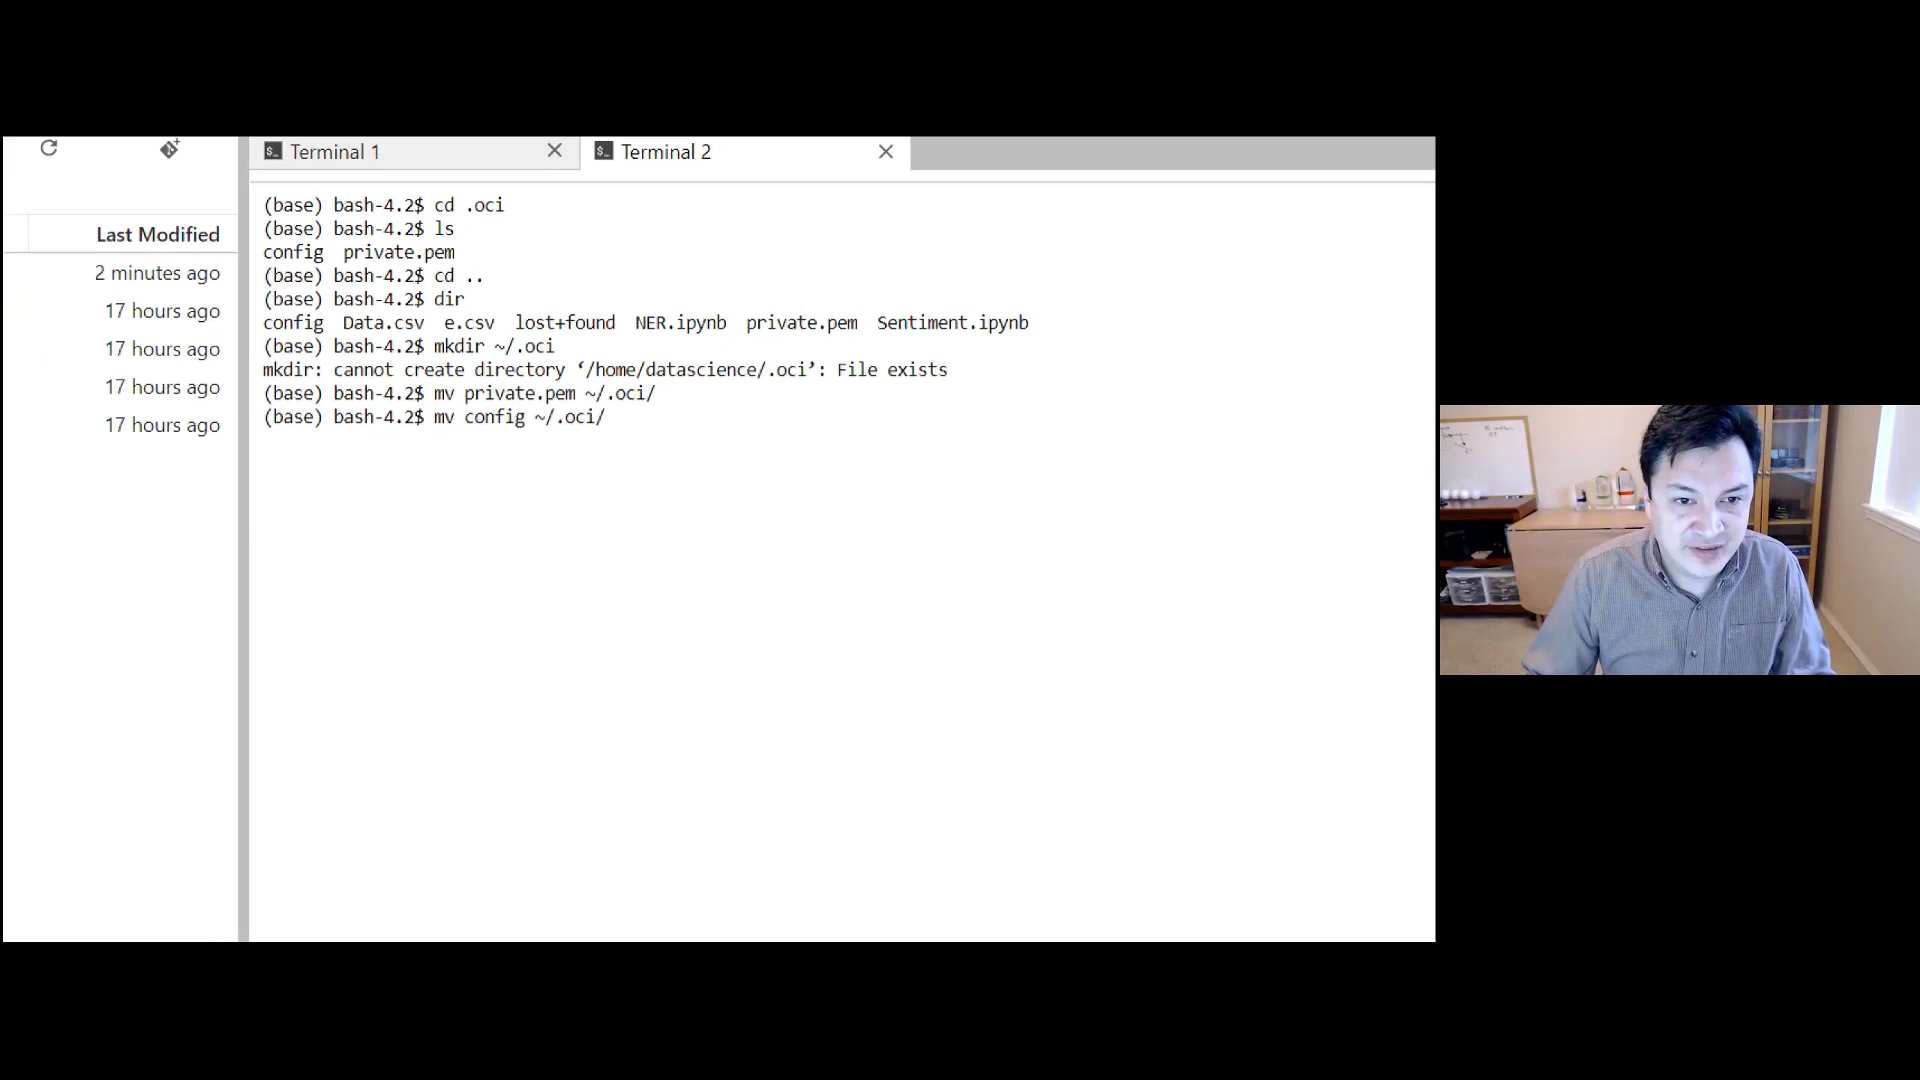 Terminal 1
Terminal 2
Last Modified
2 minutes ago
17 hours ago
17 hours ago
17 hours ago
17 hours ago
(base) bash-4.2$ cd .oci
(base) bash-4.2$ ls
config  private.pem
(base) bash-4.2$ cd ..
(base) bash-4.2$ dir
config  Data.csv  e.csv  lost+found  NER.ipynb  private.pem  Sentiment.ipynb
(base) bash-4.2$ mkdir ~/.oci
mkdir: cannot create directory ‘/home/datascience/.oci’: File exists
(base) bash-4.2$ mv private.pem ~/.oci/
(base) bash-4.2$ mv config ~/.oci/